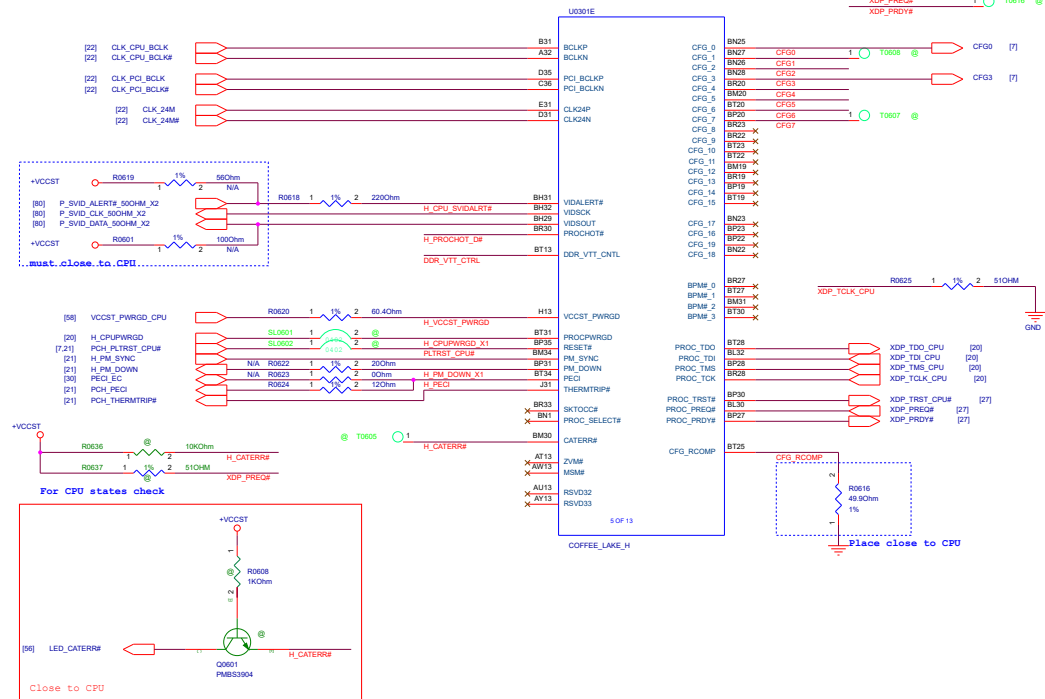 XDP_PREQ#
XDP_PRDY#
1 T0616 @
U0301E
[22] CLK_CPU_BCLK B31 BCLKP
[22] CLK_CPU_BCLK# A32 BCLKN
[22] CLK_PCI_BCLK D35 PCI_BCLKP
[22] CLK_PCI_BCLK# C36 PCI_BCLKN
[22] CLK_24M E31 CLK24P
[22] CLK_24M# D31 CLK24N
CFG_0 BN25 CFG0 [7]
CFG_1 BN27 CFG0 1 T0608 @
CFG_2 BN26 CFG1
CFG_3 BN28 CFG2 CFG3 [7]
CFG_4 BR20 CFG3
CFG_5 BM20 CFG4
CFG_6 BT20 CFG5
CFG_7 BP20 CFG6 1 T0607 @
CFG_8 BR23 CFG7
CFG_9 BR22
CFG_10 BT23
CFG_11 BT22
CFG_12 BM19
CFG_13 BR19
CFG_14 BP19
CFG_15 BT19
CFG_17 BN23
CFG_16 BP23
CFG_19 BP22
CFG_18 BN22
+VCCST R0619 1 1% 2 56Ohm N/A
[80] P_SVID_ALERT#_50OHM_X2 R0618 1 1% 2 220Ohm BH31 VIDALERT#
[80] P_SVID_CLK_50OHM_X2 H_CPU_SVIDALRT# BH32 VIDSCK
[80] P_SVID_DATA_50OHM_X2 BH29 VIDSOUT
+VCCST R0601 1 1% 2 100Ohm N/A
must close to CPU
BR30 PROCHOT#
H_PROCHOT_D#
BT13 DDR_VTT_CNTL
DDR_VTT_CTRL
BPM#_0 BR27
BPM#_1 BT27
BPM#_2 BM31
BPM#_3 BT30
XDP_TCLK_CPU R0625 1 1% 2 51OHM
GND
[58] VCCST_PWRGD_CPU R0620 1 1% 2 60.4Ohm H13 VCCST_PWRGD
H_VCCST_PWRGD
[20] H_CPUPWRGD SL0601 1 2 @ BT31 PROCPWRGD
[7,21] PCH_PLTRST_CPU# SL0602 1 0402 2 @ H_CPUPWRGD_X1 BP35 RESET#
[21] H_PM_SYNC PLTRST_CPU# BM34 PM_SYNC
[21] H_PM_DOWN N/A R0622 1 1% 2 20Ohm BP31 PM_DOWN
[30] PECI_EC N/A R0623 1 2 0Ohm H_PM_DOWN_X1 BT34 PECI
[21] PCH_PECI R0624 1 1% 2 12Ohm H_PECI J31 THERMTRIP#
[21] PCH_THERMTRIP#
BR33 SKTOCC#
BN1 PROC_SELECT#
@ T0605 1 H_CATERR# BM30 CATERR#
AT13 ZVM#
AW13 MSM#
AU13 RSVD32
AY13 RSVD33
PROC_TDO BT28 XDP_TDO_CPU [20]
PROC_TDI BL32 XDP_TDI_CPU [20]
PROC_TMS BP28 XDP_TMS_CPU [20]
PROC_TCK BR28 XDP_TCLK_CPU [20]
PROC_TRST# BP30 XDP_TRST_CPU# [27]
PROC_PREQ# BL30 XDP_PREQ# [27]
PROC_PRDY# BP27 XDP_PRDY# [27]
CFG_RCOMP BT25
CFG_RCOMP
2 R0616
49.9Ohm
1%
1
Place close to CPU
5 OF 13
COFFEE_LAKE_H
+VCCST
R0636 1 @ 2 10KOhm
H_CATERR#
R0637 1 1% 2 51OHM
@ XDP_PREQ#
For CPU states check
+VCCST
1
R0608
@ 1KOhm
2
@
[56] LED_CATERR# H_CATERR#
Q0601
PMBS3904
Close to CPU